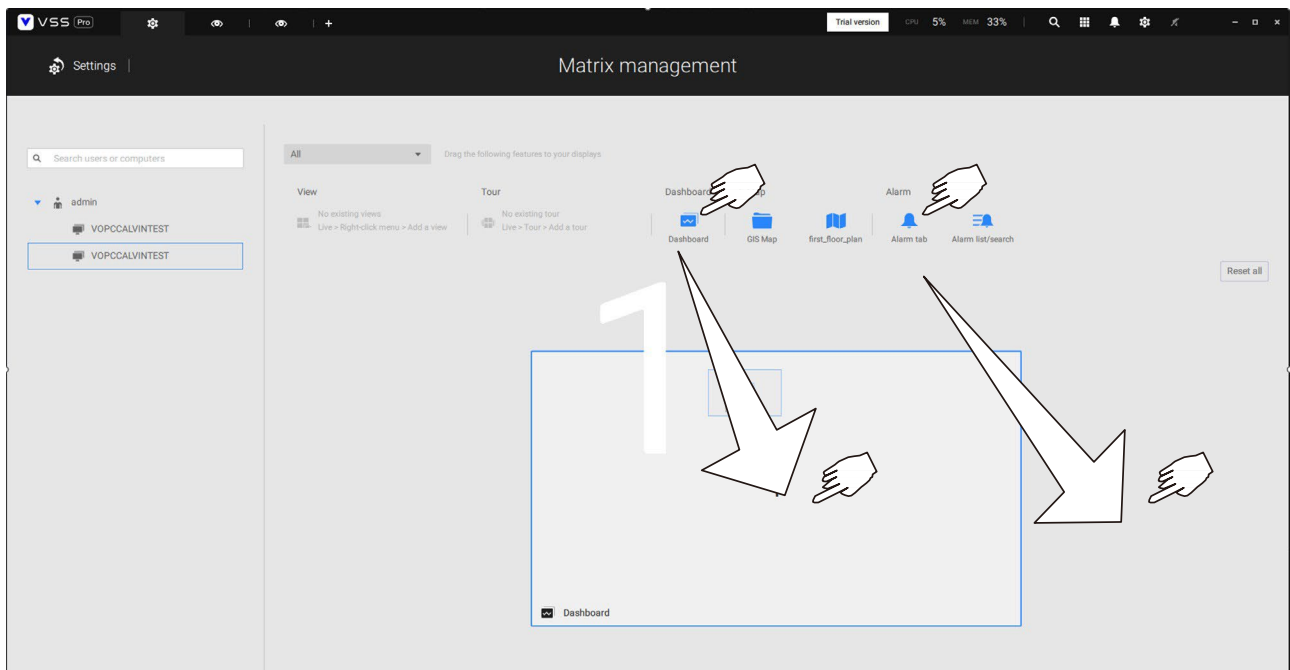 VSS Pro
Trial version CPU 5% MEM 33%
Settings
Matrix management
Search users or computers
All
Drag the following features to your displays.
View
Tour
Dashboard
Alarm
admin
No existing views
Live > Right-click menu > Add a view
No existing tour
Live > Tour > Add a tour
Dashboard
GIS Map
first_floor_plan
Alarm tab
Alarm list/search
VOPCCALVINTEST
VOPCCALVINTEST
Reset all
1
Dashboard